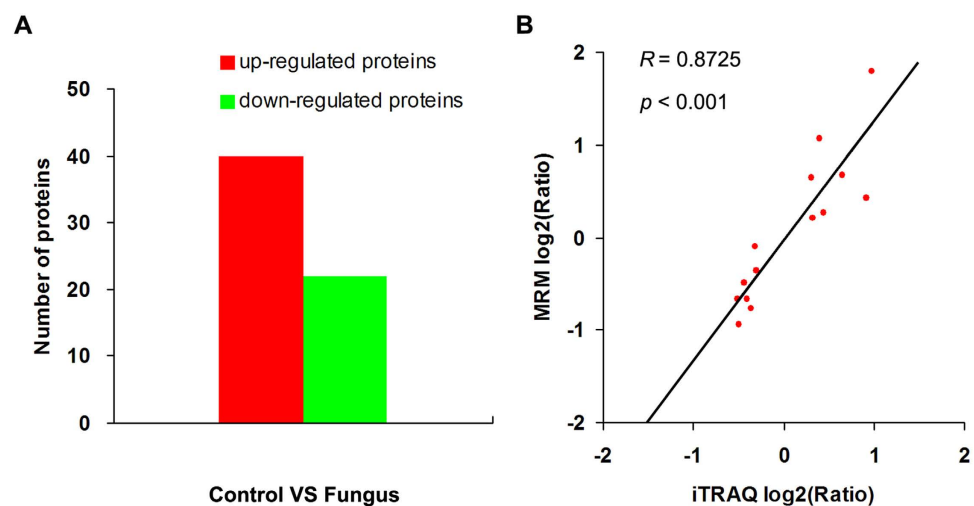 A
up-regulated proteins
down-regulated proteins
50
40
30
20
10
0
Number of proteins
Control VS Fungus
B
R = 0.8725
p < 0.001
2
1
0
-1
-2
MRM log2(Ratio)
-2 -1 0 1 2
iTRAQ log2(Ratio)